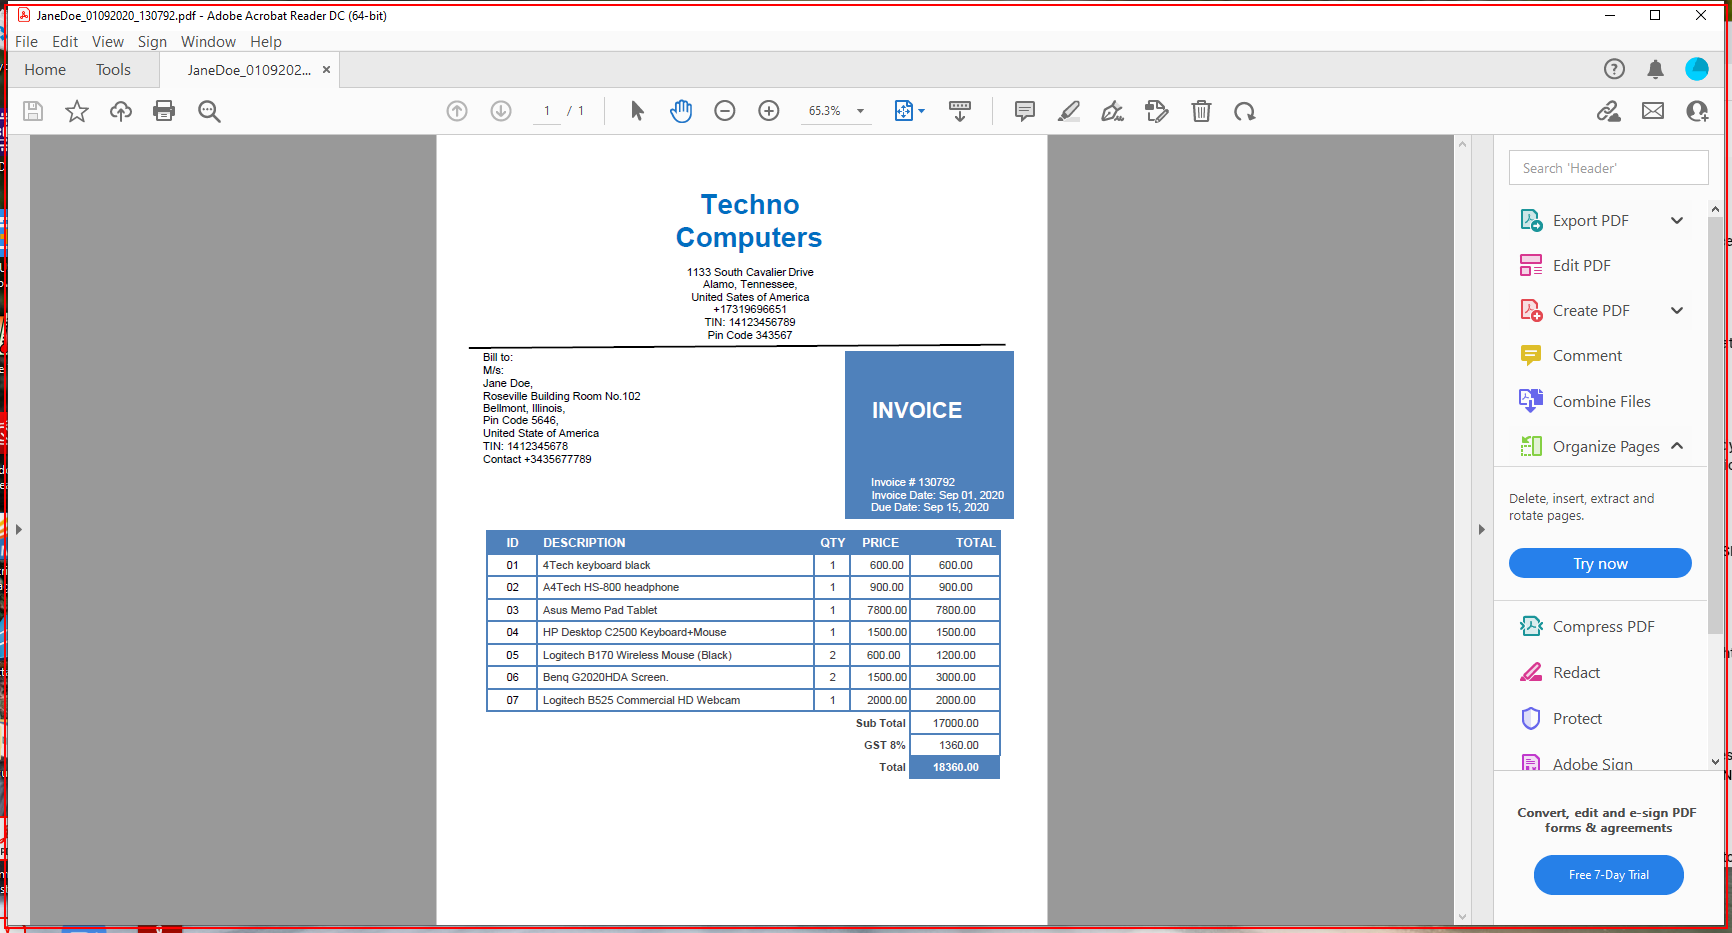 JaneDoe_01092020_130792.pdf - Adobe Acrobat Reader DC (64-bit)
File Edit View Sign Window Help
Home Tools JaneDoe_0109202... ×
1 / 1 65.3%
Search 'Header'
Export PDF
Edit PDF
Create PDF
Comment
Combine Files
Organize Pages
Delete, insert, extract and
rotate pages.
Try now
Compress PDF
Redact
Protect
Adobe Sign
Convert, edit and e-sign PDF
forms & agreements
Free 7-Day Trial
Techno
Computers
1133 South Cavalier Drive
Alamo, Tennessee,
United Sates of America
+17319696651
TIN: 14123456789
Pin Code 343567
Bill to:
M/s:
Jane Doe,
Roseville Building Room No.102
Bellmont, Illinois,
Pin Code 5646,
United State of America
TIN: 1412345678
Contact +3435677789
INVOICE
Invoice # 130792
Invoice Date: Sep 01, 2020
Due Date: Sep 15, 2020
ID DESCRIPTION QTY PRICE TOTAL
01 4Tech keyboard black 1 600.00 600.00
02 A4Tech HS-800 headphone 1 900.00 900.00
03 Asus Memo Pad Tablet 1 7800.00 7800.00
04 HP Desktop C2500 Keyboard+Mouse 1 1500.00 1500.00
05 Logitech B170 Wireless Mouse (Black) 2 600.00 1200.00
06 Benq G2020HDA Screen. 2 1500.00 3000.00
07 Logitech B525 Commercial HD Webcam 1 2000.00 2000.00
Sub Total 17000.00
GST 8% 1360.00
Total 18360.00